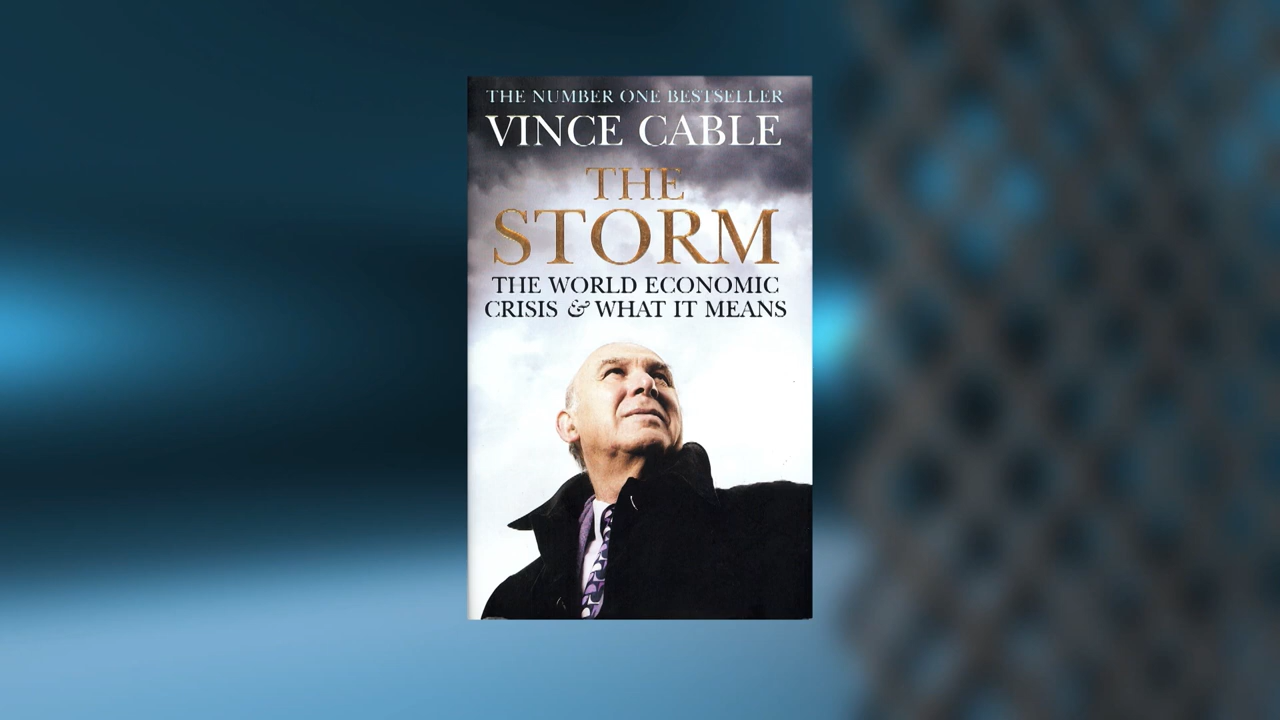 THE NUMBER ONE BESTSELLER
VINCE CABLE
THE
STORM
THE WORLD ECONOMIC
CRISIS & WHAT IT MEANS